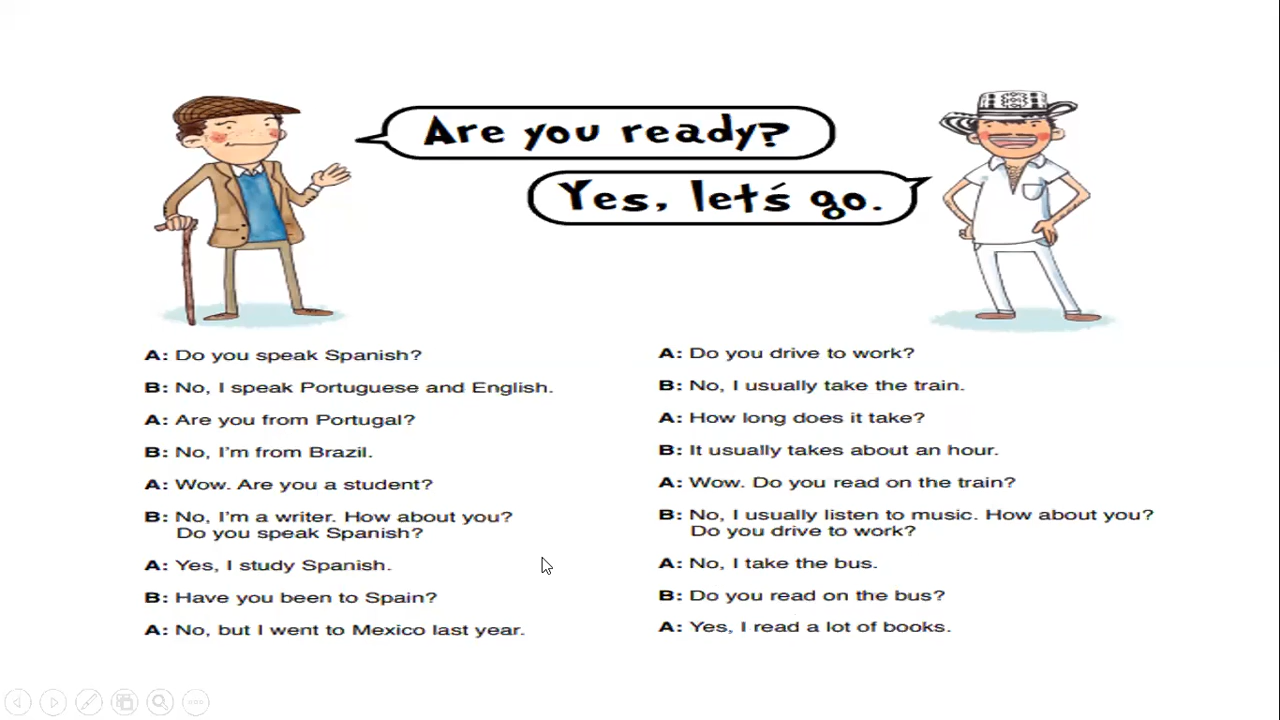 Are you ready?
Yes, let´s go.
A: Do you speak Spanish?
B: No, I speak Portuguese and English.
A: Are you from Portugal?
B: No, I'm from Brazil.
A: Wow. Are you a student?
B: No, I'm a writer. How about you?
Do you speak Spanish?
A: Yes, I study Spanish.
B: Have you been to Spain?
A: No, but I went to Mexico last year.
A: Do you drive to work?
B: No, I usually take the train.
A: How long does it take?
B: It usually takes about an hour.
A: Wow. Do you read on the train?
B: No, I usually listen to music. How about you?
Do you drive to work?
A: No, I take the bus.
B: Do you read on the bus?
A: Yes, I read a lot of books.